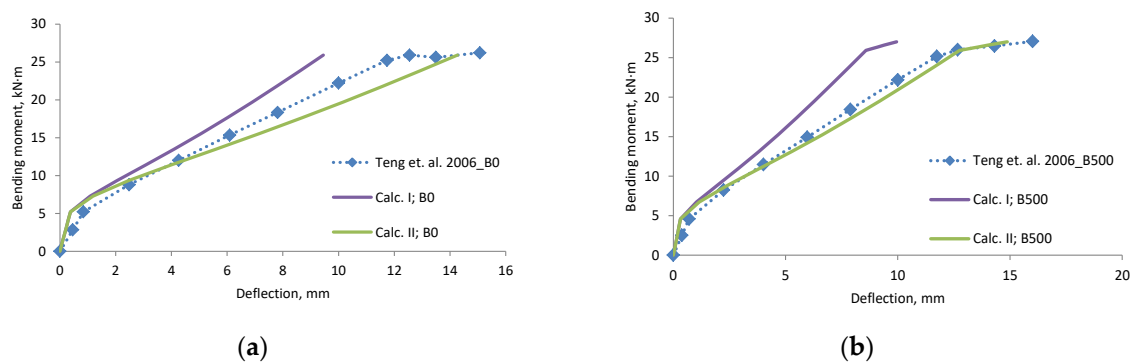 30
25
20
15
10
5
0
Bending moment, kN·m
0 2 4 6 8 10 12 14 16
Deflection, mm
Teng et. al. 2006_B0
Calc. I; B0
Calc. II; B0
(a)
30
25
20
15
10
5
0
Bending moment, kN·m
0 5 10 15 20
Deflection, mm
Teng et. al. 2006_B500
Calc. I; B500
Calc. II; B500
(b)